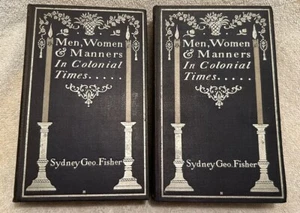 Men, Women
& Manners
In Colonial
Times.....
Sydney Geo. Fisher
Men, Women
& Manners
In Colonial
Times.....
Sydney Geo. Fisher